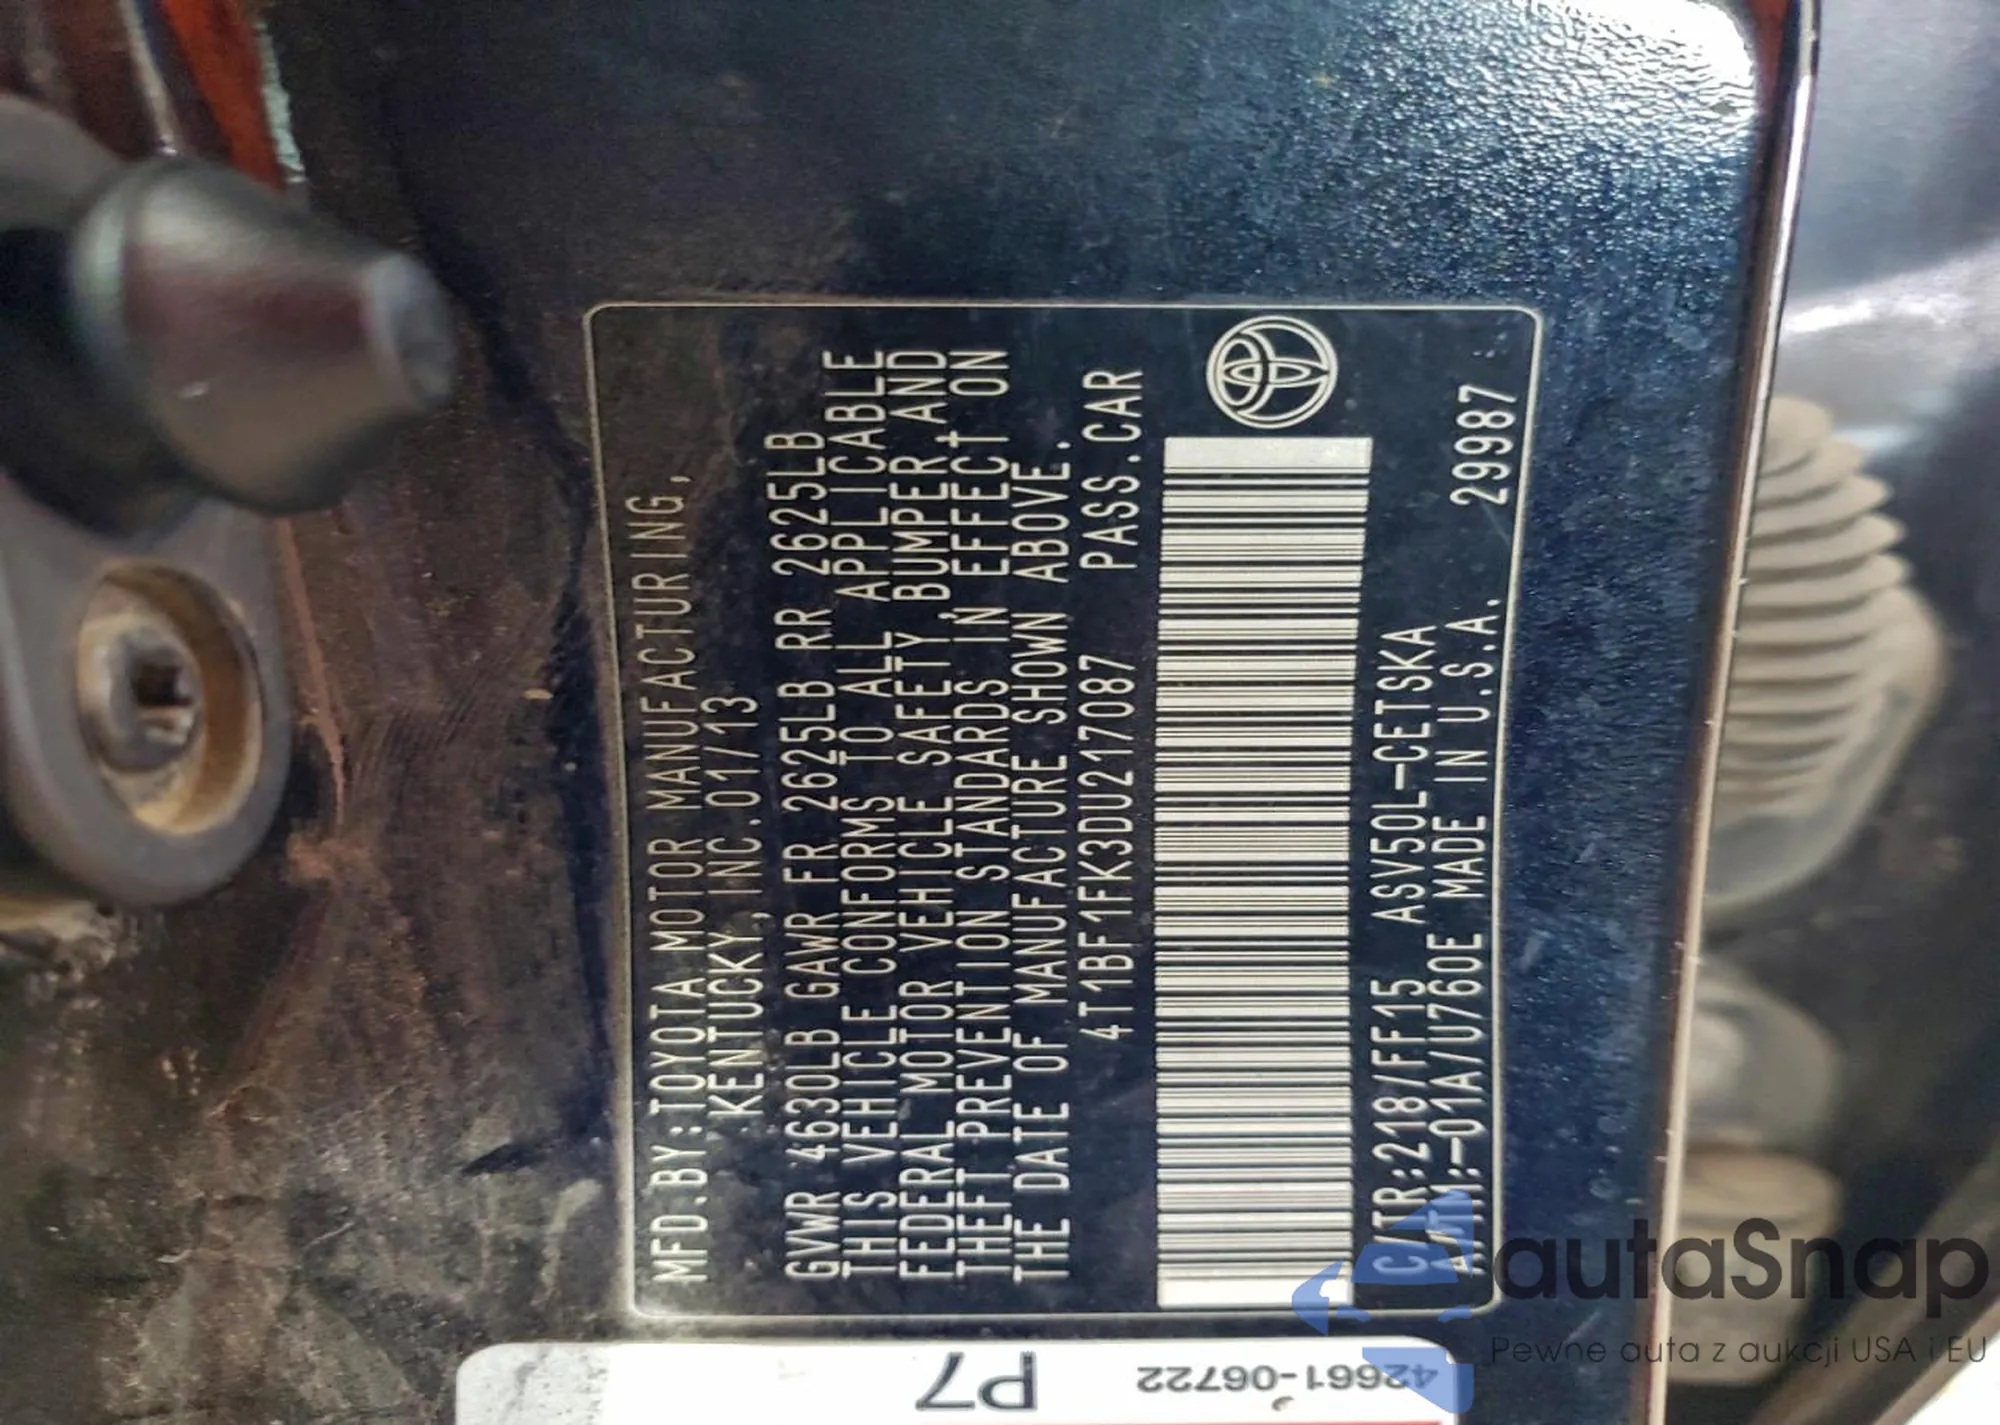 MFD.BY:TOYOTA MOTOR MANUFACTURING,
KENTUCKY, INC.01/13
GVWR 4630LB GAWR FR 2625LB RR 2625LB
THIS VEHICLE CONFORMS TO ALL APPLICABLE
FEDERAL MOTOR VEHICLE SAFETY, BUMPER, AND
THEFT PREVENTION STANDARDS IN EFFECT ON
THE DATE OF MANUFACTURE SHOWN ABOVE.
4T1BF1FK3DU217087 PASS.CAR
C/TR:218/FF15 ASV50L-CETSKA
A/TM:-01A/U760E MADE IN U.S.A. 29987
P7
42661-06722
autaSnap
Pewne auta z aukcji USA i EU